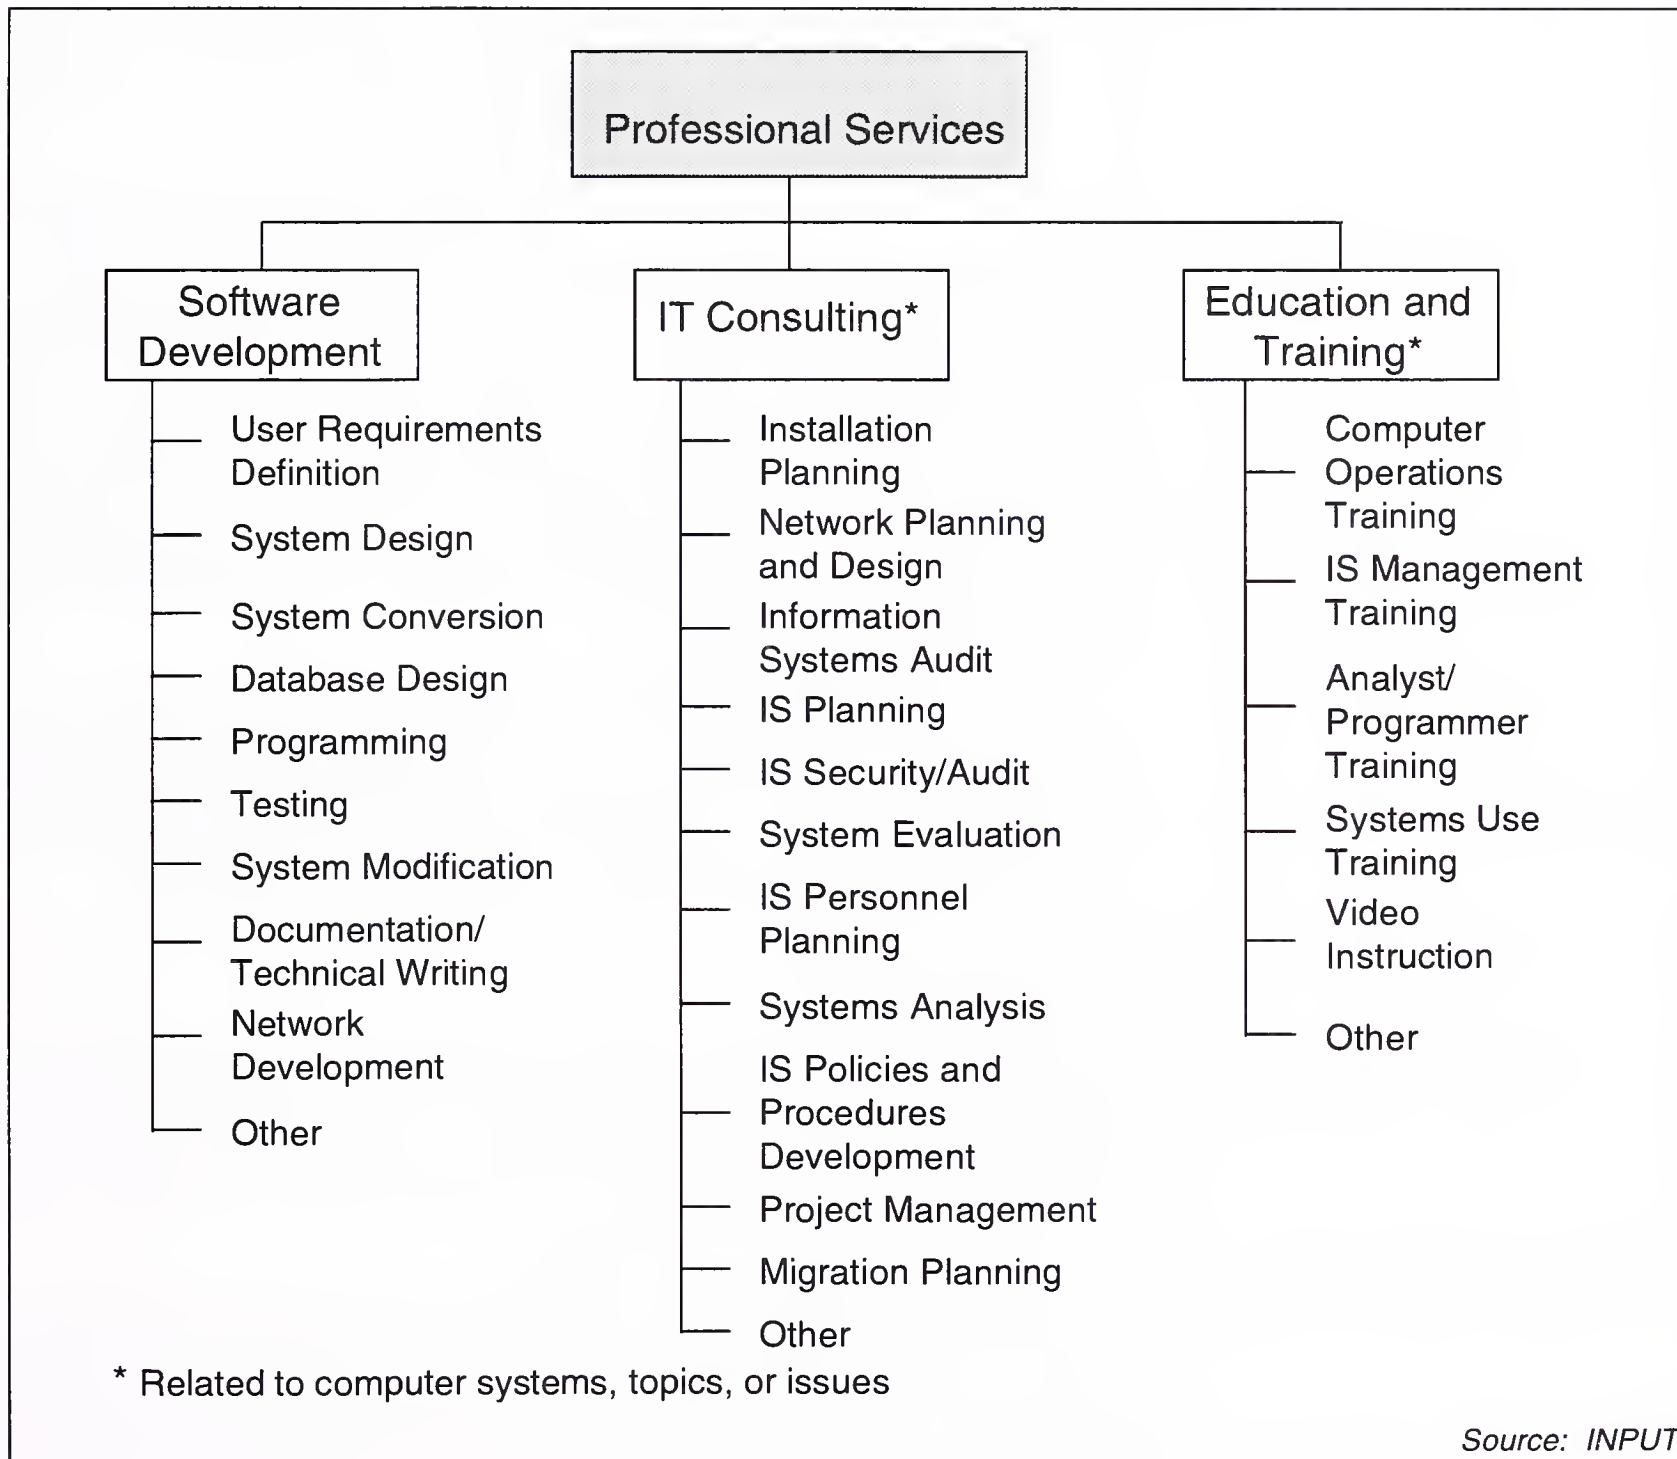 Professional Services
Software
Development
User Requirements
Definition
System Design
System Conversion
Database Design
Programming
Testing
System Modification
Documentation/
Technical Writing
Network
Development
Other
IT Consulting*
Installation
Planning
Network Planning
and Design
Information
Systems Audit
IS Planning
IS Security/Audit
System Evaluation
IS Personnel
Planning
Systems Analysis
IS Policies and
Procedures
Development
Project Management
Migration Planning
Other
Education and
Training*
Computer
Operations
Training
IS Management
Training
Analyst/
Programmer
Training
Systems Use
Training
Video
Instruction
Other
* Related to computer systems, topics, or issues
Source: INPUT